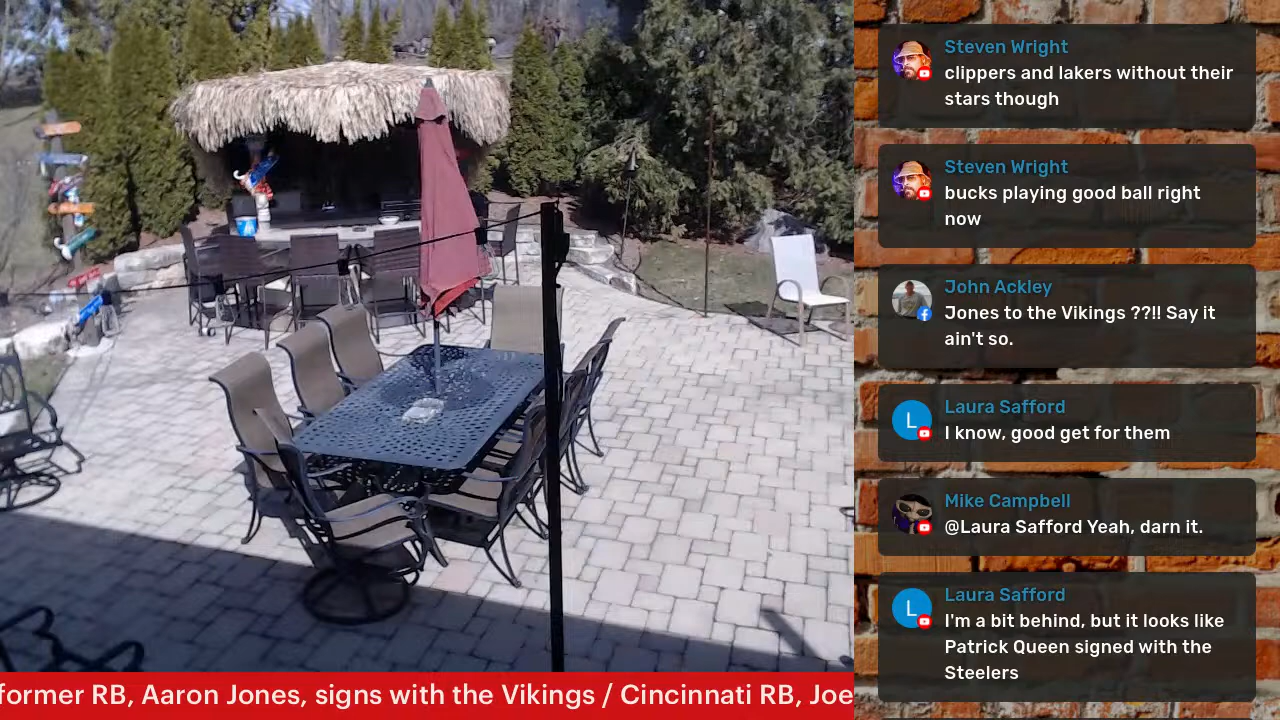 Steven Wright
clippers and lakers without their
stars though
Steven Wright
bucks playing good ball right
now
John Ackley
Jones to the Vikings ??!! Say it
ain't so.
L
Laura Safford
I know, good get for them
Mike Campbell
@Laura Safford Yeah, darn it.
L
Laura Safford
I'm a bit behind, but it looks like
Patrick Queen signed with the
Steelers
former RB, Aaron Jones, signs with the Vikings / Cincinnati RB, Joe